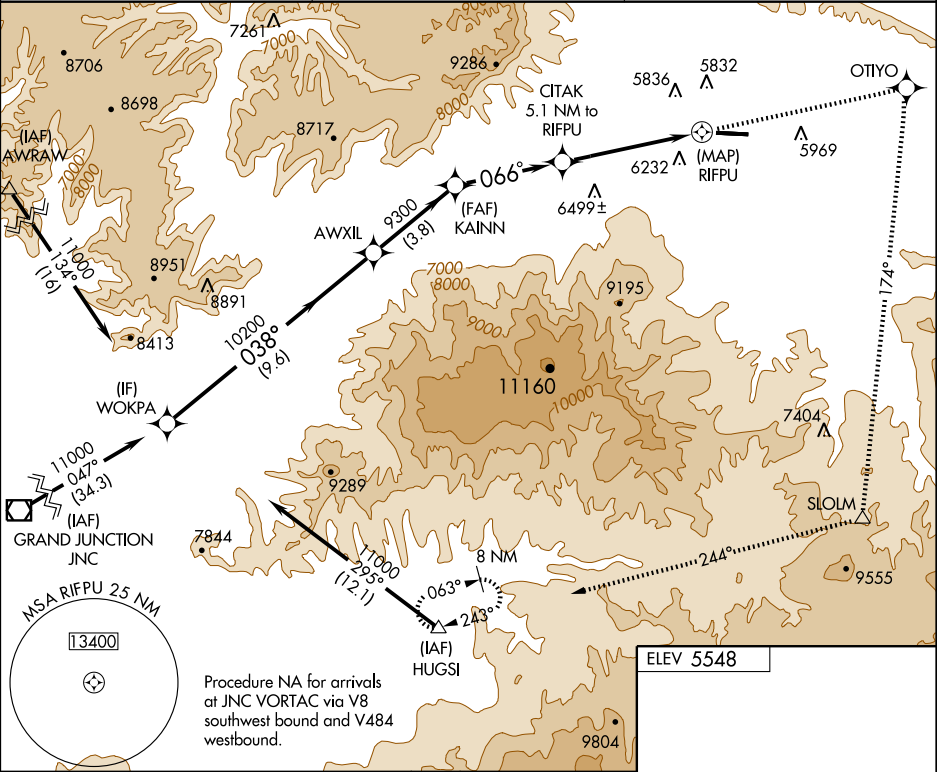 7261
7000
8706
8698
9286
8000
8717
5836
5832
OTIYO
CITAK
5.1 NM to
RIFPU
(IAF)
AWRAW
7000
8000
6232
(MAP)
RIFPU
5969
066°
6499±
(FAF)
KAINN
9300
(3.8)
AWXIL
11000
134°
(16)
8951
8891
8413
10200
038°
(9.6)
7000
8000
9000
9195
174°
11160
10000
(IF)
WOKPA
7404
11000
047°
(34.3)
9289
(IAF)
GRAND JUNCTION
JNC
7844
SLOLM
11000
295°
(12.1)
8 NM
063°
243°
244°
9555
(IAF)
HUGSI
MSA RIFPU 25 NM
13400
Procedure NA for arrivals
at JNC VORTAC via V8
southwest bound and V484
westbound.
ELEV 5548
9804